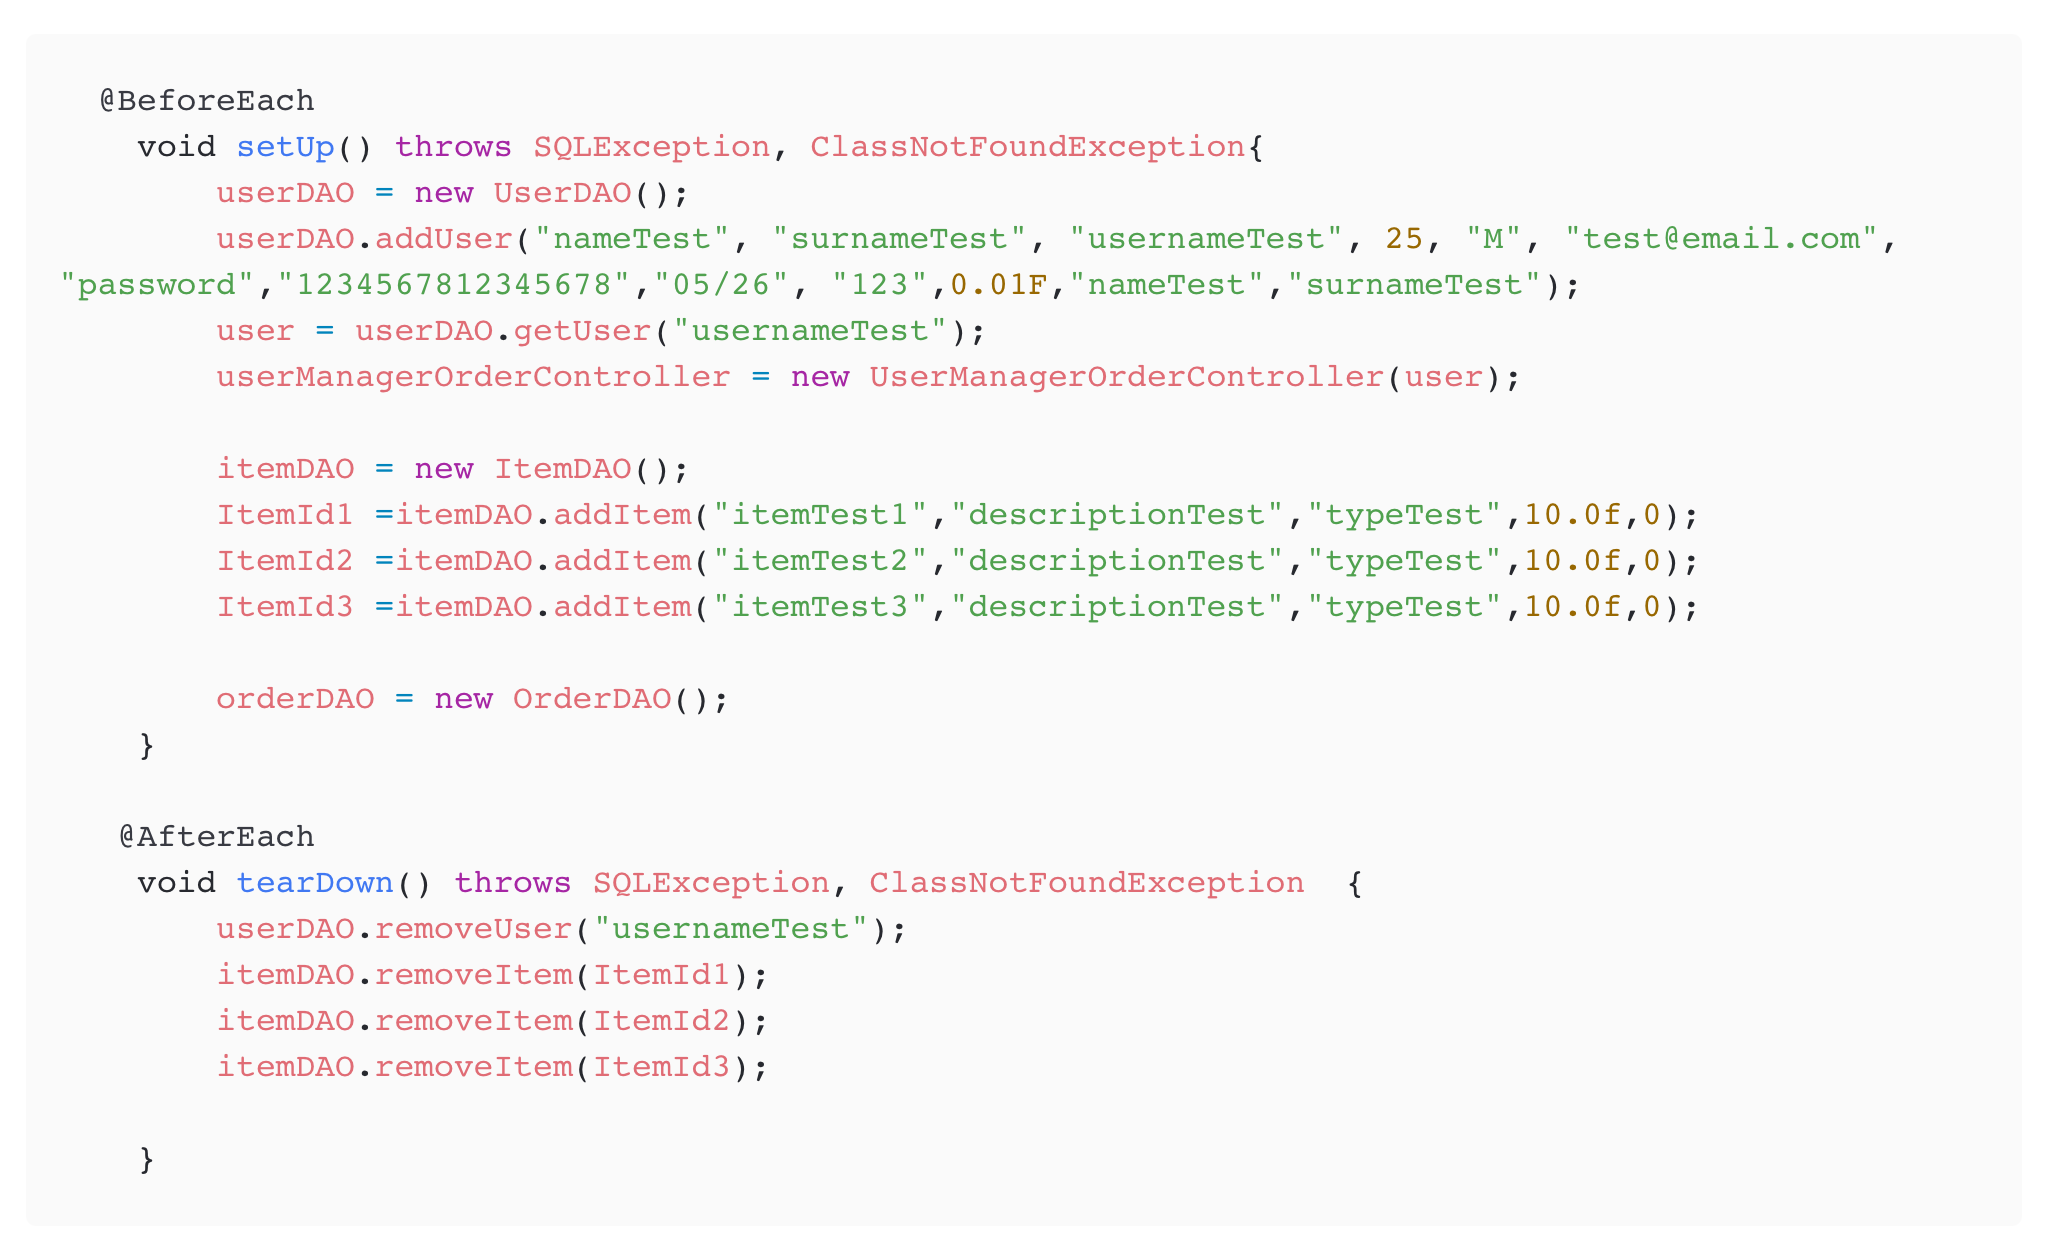 @BeforeEach
void setUp() throws SQLException, ClassNotFoundException{
userDAO = new UserDAO();
userDAO.addUser("nameTest", "surnameTest", "usernameTest", 25, "M", "test@email.com",
"password","1234567812345678","05/26", "123",0.01F,"nameTest","surnameTest");
user = userDAO.getUser("usernameTest");
userManagerOrderController = new UserManagerOrderController(user);
itemDAO = new ItemDAO();
ItemId1 =itemDAO.addItem("itemTest1","descriptionTest","typeTest",10.0f,0);
ItemId2 =itemDAO.addItem("itemTest2","descriptionTest","typeTest",10.0f,0);
ItemId3 =itemDAO.addItem("itemTest3","descriptionTest","typeTest",10.0f,0);
orderDAO = new OrderDAO();
}
@AfterEach
void tearDown() throws SQLException, ClassNotFoundException  {
userDAO.removeUser("usernameTest");
itemDAO.removeItem(ItemId1);
itemDAO.removeItem(ItemId2);
itemDAO.removeItem(ItemId3);
}